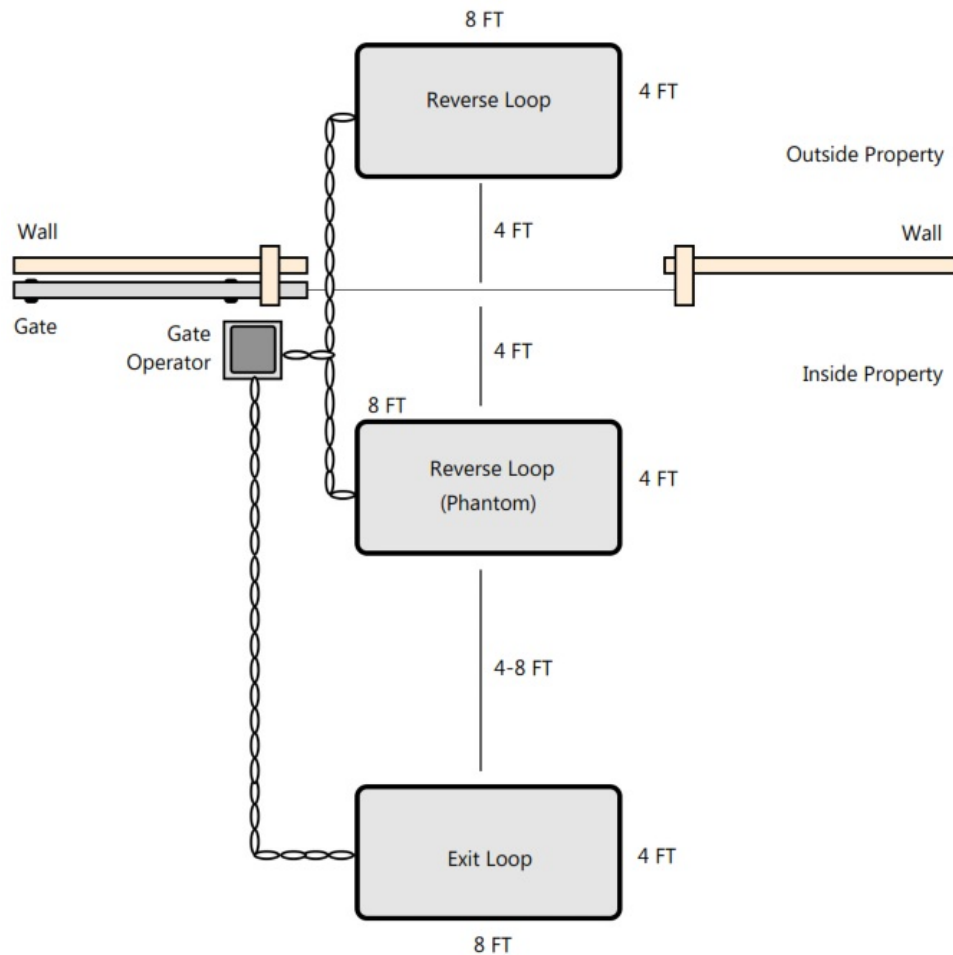 8 FT
Reverse Loop
4 FT
Outside Property
4 FT
Wall
Wall
Gate
Gate
Operator
4 FT
Inside Property
8 FT
Reverse Loop
(Phantom)
4 FT
4-8 FT
Exit Loop
4 FT
8 FT